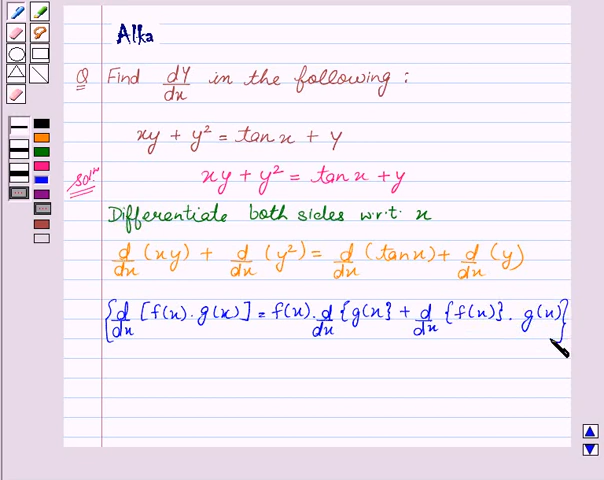 Alka
Q Find dy/dx in the following :
xy + y² = tan x + y
Solⁿ xy + y² = tan x + y
Differentiate both sides w.r.t. x
d/dx (xy) + d/dx (y²) = d/dx (tan x) + d/dx (y)
{d/dx [f(x) . g(x)] = f(x) . d/dx {g(x} + d/dx {f(x)} . g(x)}